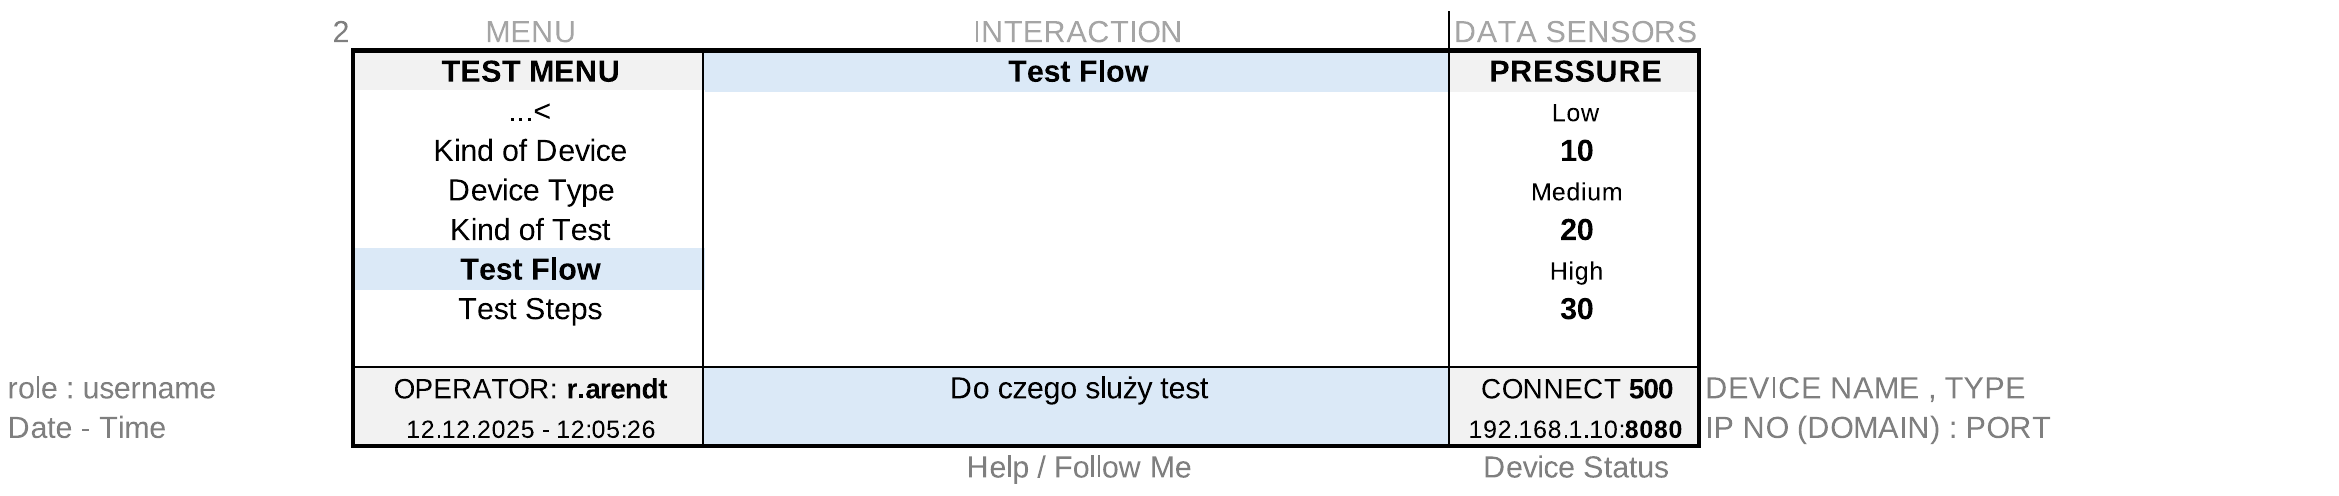 2 MENU INTERACTION DATA SENSORS
TEST MENU Test Flow PRESSURE
...< Low
Kind of Device 10
Device Type Medium
Kind of Test 20
Test Flow High
Test Steps 30
role : username OPERATOR: r.arendt Do czego służy test CONNECT 500 DEVICE NAME , TYPE
Date - Time 12.12.2025 - 12:05:26 192.168.1.10:8080 IP NO (DOMAIN) : PORT
Help / Follow Me Device Status